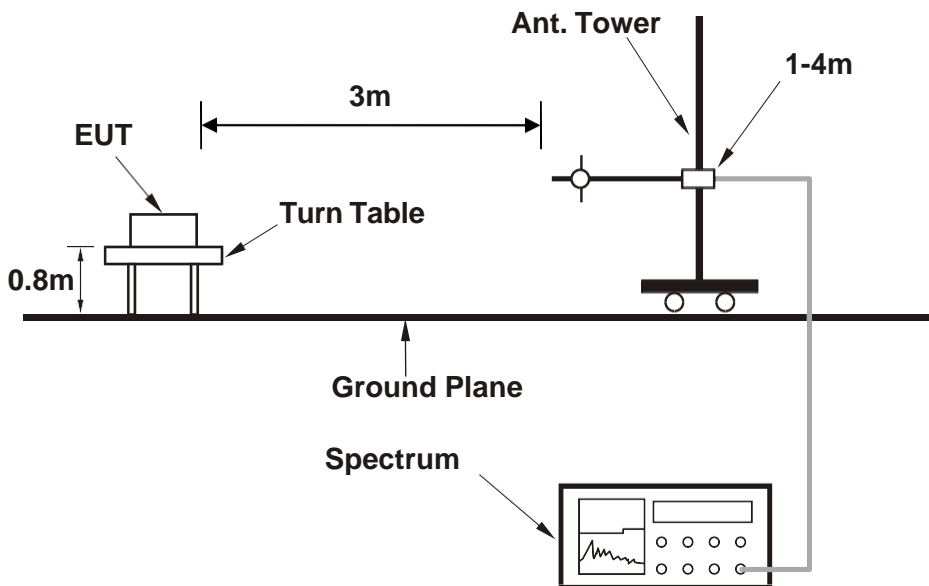 Ant. Tower
1-4m
3m
EUT
Turn Table
0.8m
Ground Plane
Spectrum